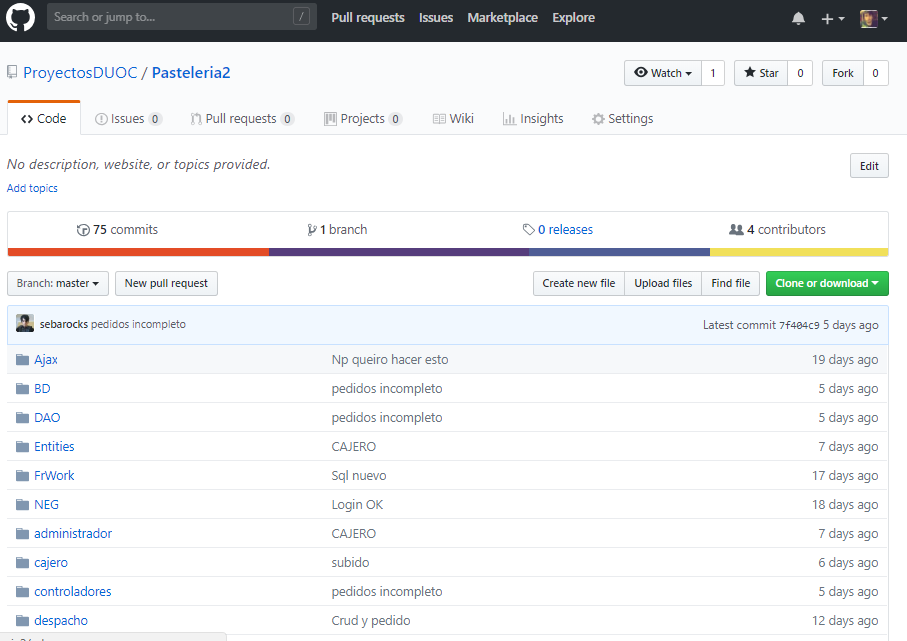 Search or jump to... / Pull requests Issues Marketplace Explore
ProyectosDUOC / Pasteleria2 Watch 1 Star 0 Fork 0
Code Issues 0 Pull requests 0 Projects 0 Wiki Insights Settings
No description, website, or topics provided. Edit
Add topics
75 commits 1 branch 0 releases 4 contributors
Branch: master New pull request Create new file Upload files Find file Clone or download
sebarocks pedidos incompleto Latest commit 7f404c9 5 days ago
Ajax Np queiro hacer esto 19 days ago
BD pedidos incompleto 5 days ago
DAO pedidos incompleto 5 days ago
Entities CAJERO 7 days ago
FrWork Sql nuevo 17 days ago
NEG Login OK 18 days ago
administrador CAJERO 7 days ago
cajero subido 6 days ago
controladores pedidos incompleto 5 days ago
despacho Crud y pedido 12 days ago